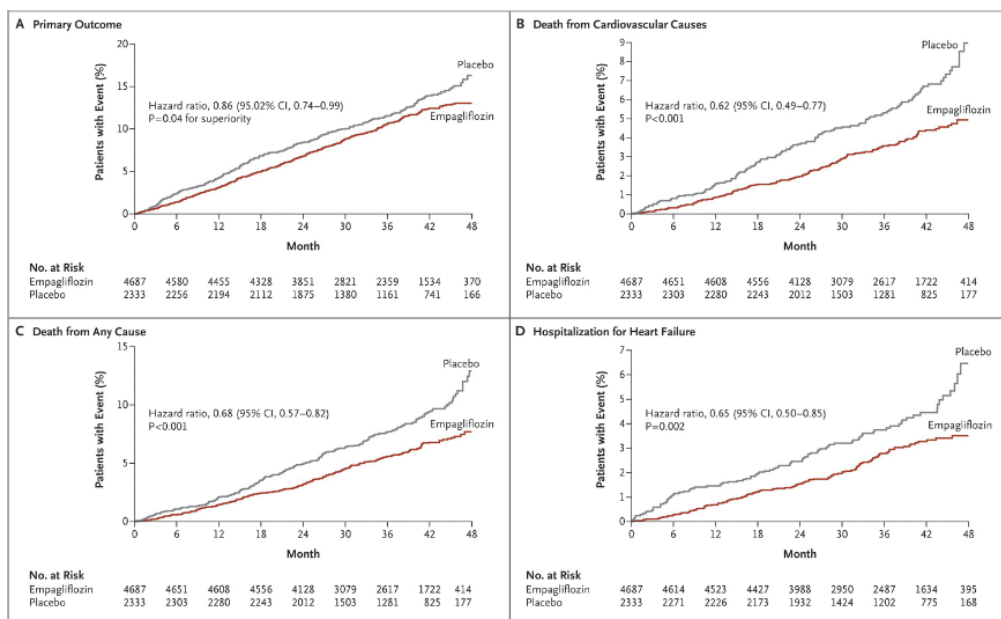 A Primary Outcome
20
15
10
5
0
Patients with Event (%)
Placebo
Hazard ratio, 0.86 (95.02% CI, 0.74–0.99)
P=0.04 for superiority
Empagliflozin
0 6 12 18 24 30 36 42 48
Month
No. at Risk
Empagliflozin 4687 4580 4455 4328 3851 2821 2359 1534 370
Placebo 2333 2256 2194 2112 1875 1380 1161 741 166
B Death from Cardiovascular Causes
9
8
7
6
5
4
3
2
1
0
Patients with Event (%)
Placebo
Hazard ratio, 0.62 (95% CI, 0.49–0.77)
P<0.001
Empagliflozin
0 6 12 18 24 30 36 42 48
Month
No. at Risk
Empagliflozin 4687 4651 4608 4556 4128 3079 2617 1722 414
Placebo 2333 2303 2280 2243 2012 1503 1281 825 177
C Death from Any Cause
15
10
5
0
Patients with Event (%)
Placebo
Hazard ratio, 0.68 (95% CI, 0.57–0.82)
P<0.001
Empagliflozin
0 6 12 18 24 30 36 42 48
Month
No. at Risk
Empagliflozin 4687 4651 4608 4556 4128 3079 2617 1722 414
Placebo 2333 2303 2280 2243 2012 1503 1281 825 177
D Hospitalization for Heart Failure
7
6
5
4
3
2
1
0
Patients with Event (%)
Placebo
Hazard ratio, 0.65 (95% CI, 0.50–0.85)
P=0.002
Empagliflozin
0 6 12 18 24 30 36 42 48
Month
No. at Risk
Empagliflozin 4687 4614 4523 4427 3988 2950 2487 1634 395
Placebo 2333 2271 2226 2173 1932 1424 1202 775 168